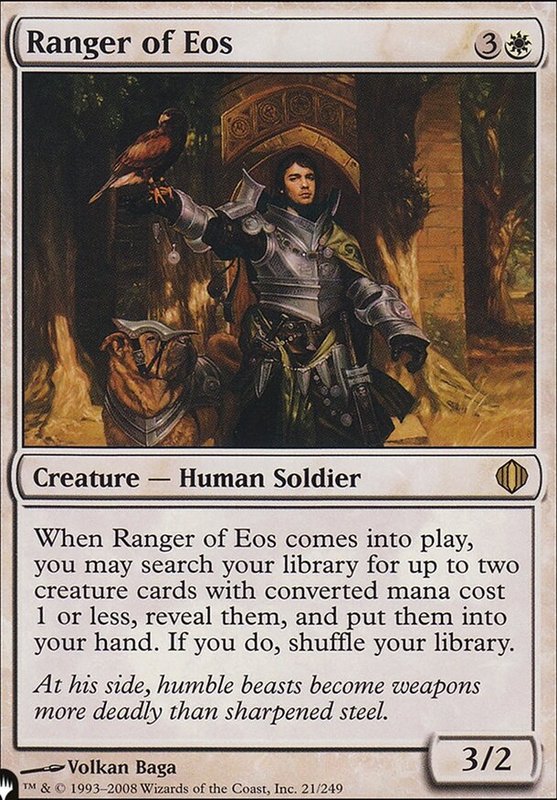 Ranger of Eos 3
Creature — Human Soldier
When Ranger of Eos comes into play,
you may search your library for up to two
creature cards with converted mana cost
1 or less, reveal them, and put them into
your hand. If you do, shuffle your library.
At his side, humble beasts become weapons
more deadly than sharpened steel.
Volkan Baga
3/2
™ & © 1993–2008 Wizards of the Coast, Inc. 21/249